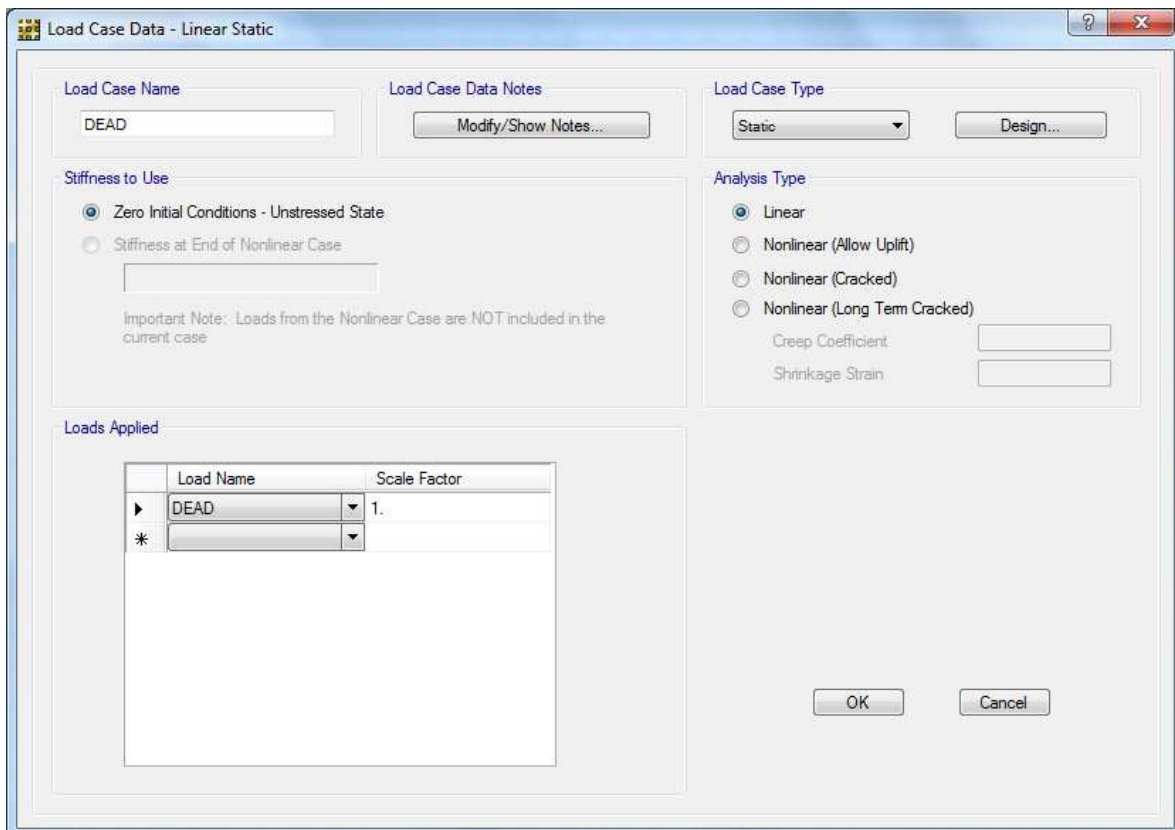 Load Case Data - Linear Static
Load Case Name
DEAD
Load Case Data Notes
Modify/Show Notes...
Load Case Type
Static
Design...
Stiffness to Use
Zero Initial Conditions - Unstressed State
Stiffness at End of Nonlinear Case
Important Note: Loads from the Nonlinear Case are NOT included in the
current case
Analysis Type
Linear
Nonlinear (Allow Uplift)
Nonlinear (Cracked)
Nonlinear (Long Term Cracked)
Creep Coefficient
Shrinkage Strain
Loads Applied
Load Name Scale Factor
DEAD 1.
OK Cancel